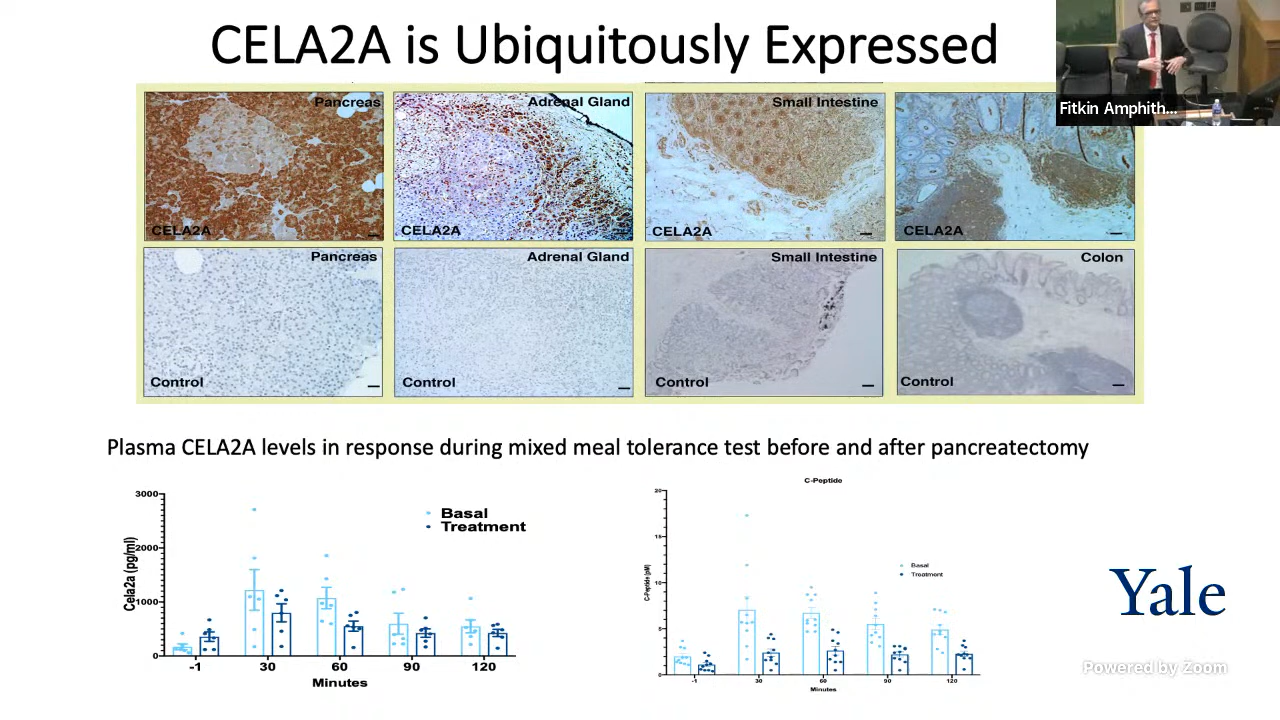 CELA2A is Ubiquitously Expressed
Fitkin Amphith...
Pancreas
CELA2A
Adrenal Gland
CELA2A
Small Intestine
CELA2A
CELA2A
Pancreas
Control
Adrenal Gland
Control
Small Intestine
Control
Colon
Control
Plasma CELA2A levels in response during mixed meal tolerance test before and after pancreatectomy
3000
2000
1000
0
Cela2a (pg/ml)
Basal
Treatment
-1 30 60 90 120
Minutes
C-Peptide
20
15
10
5
0
C-Peptide (pM)
Basal
Treatment
-1 30 60 90 120
Minutes
Yale
Powered by Zoom